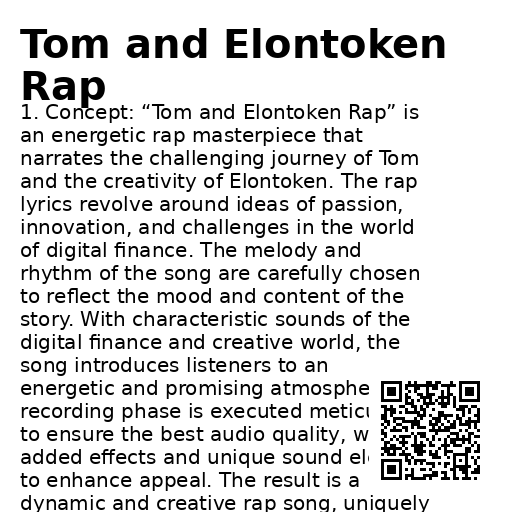 Tom and Elontoken
Rap
1. Concept: “Tom and Elontoken Rap” is
an energetic rap masterpiece that
narrates the challenging journey of Tom
and the creativity of Elontoken. The rap
lyrics revolve around ideas of passion,
innovation, and challenges in the world
of digital finance. The melody and
rhythm of the song are carefully chosen
to reflect the mood and content of the
story. With characteristic sounds of the
digital finance and creative world, the
song introduces listeners to an
energetic and promising atmosphe
recording phase is executed meticu
to ensure the best audio quality, w
added effects and unique sound el
to enhance appeal. The result is a
dynamic and creative rap song, uniquely